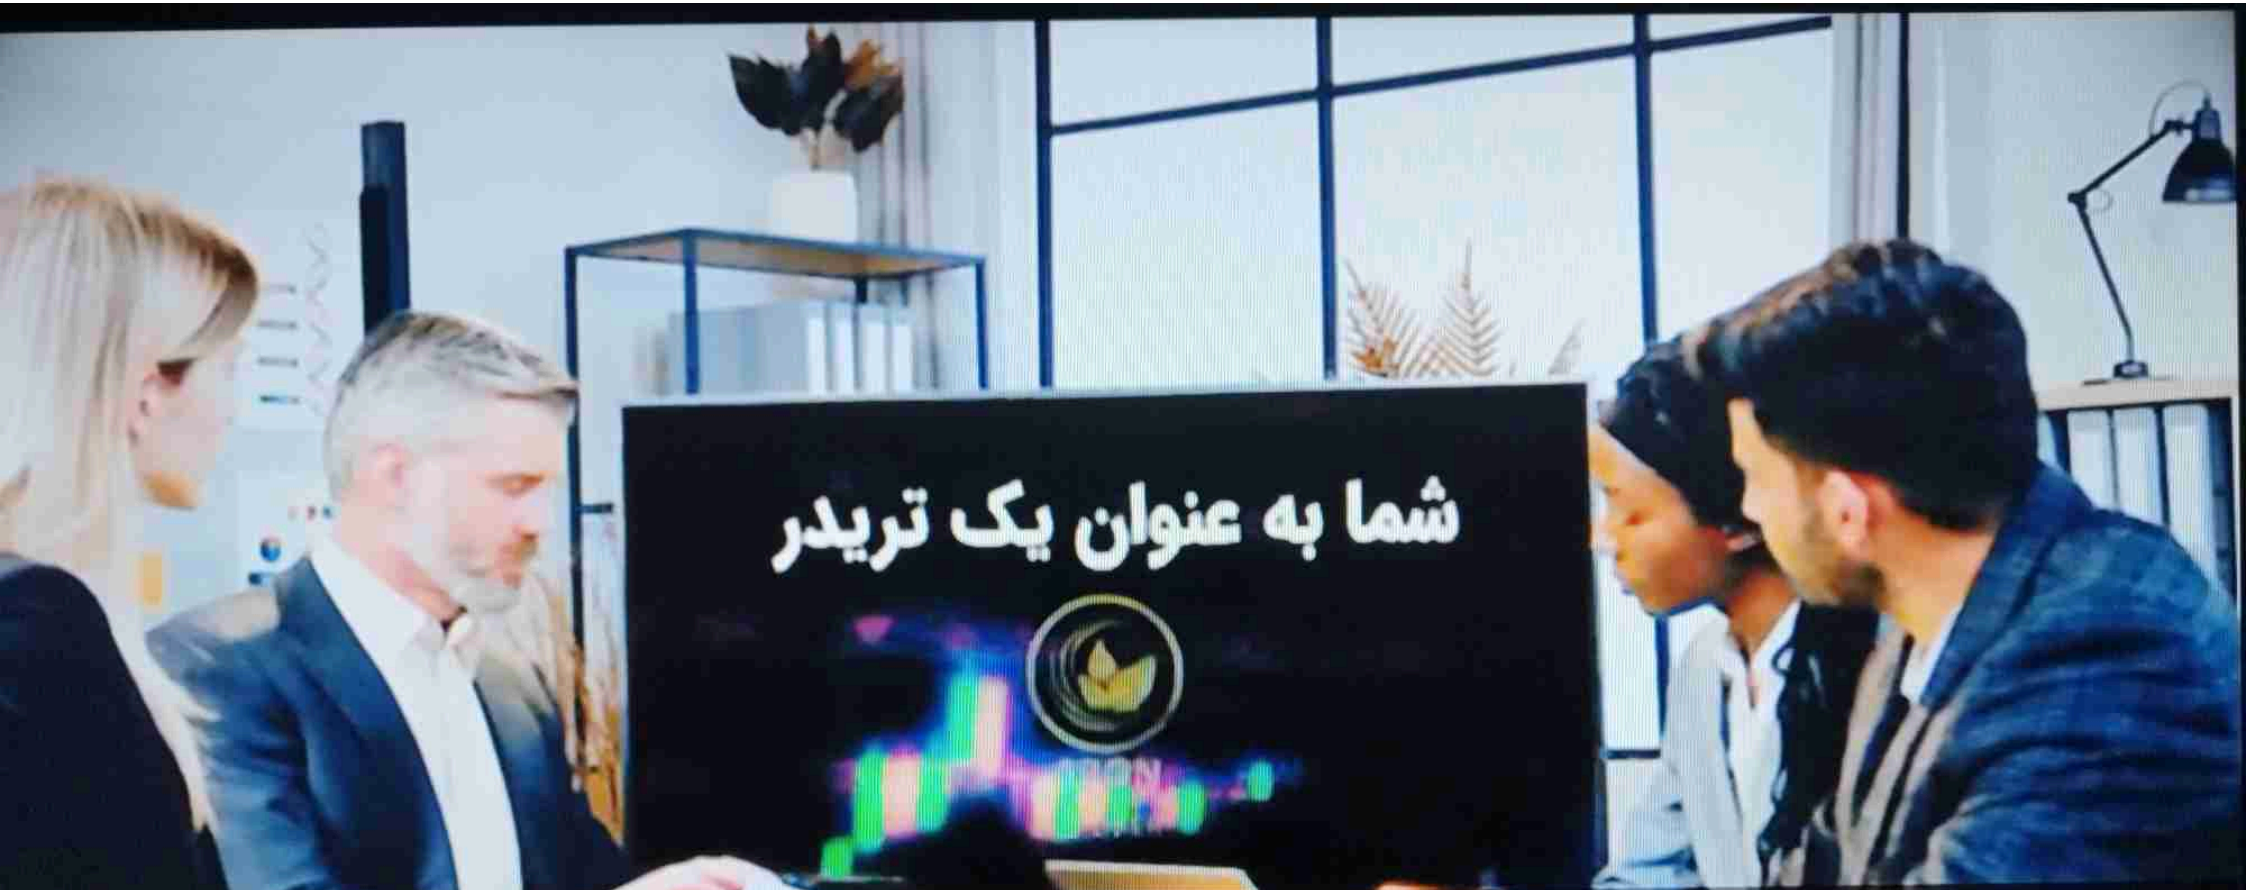 شما به عنوان یک تریدر